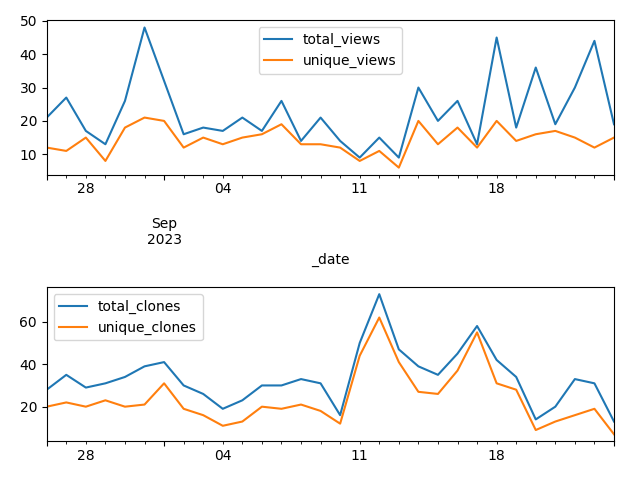 50
40
30
20
10
total_views
unique_views
28
04
11
18
Sep
2023
_date
60
40
20
total_clones
unique_clones
28
04
11
18